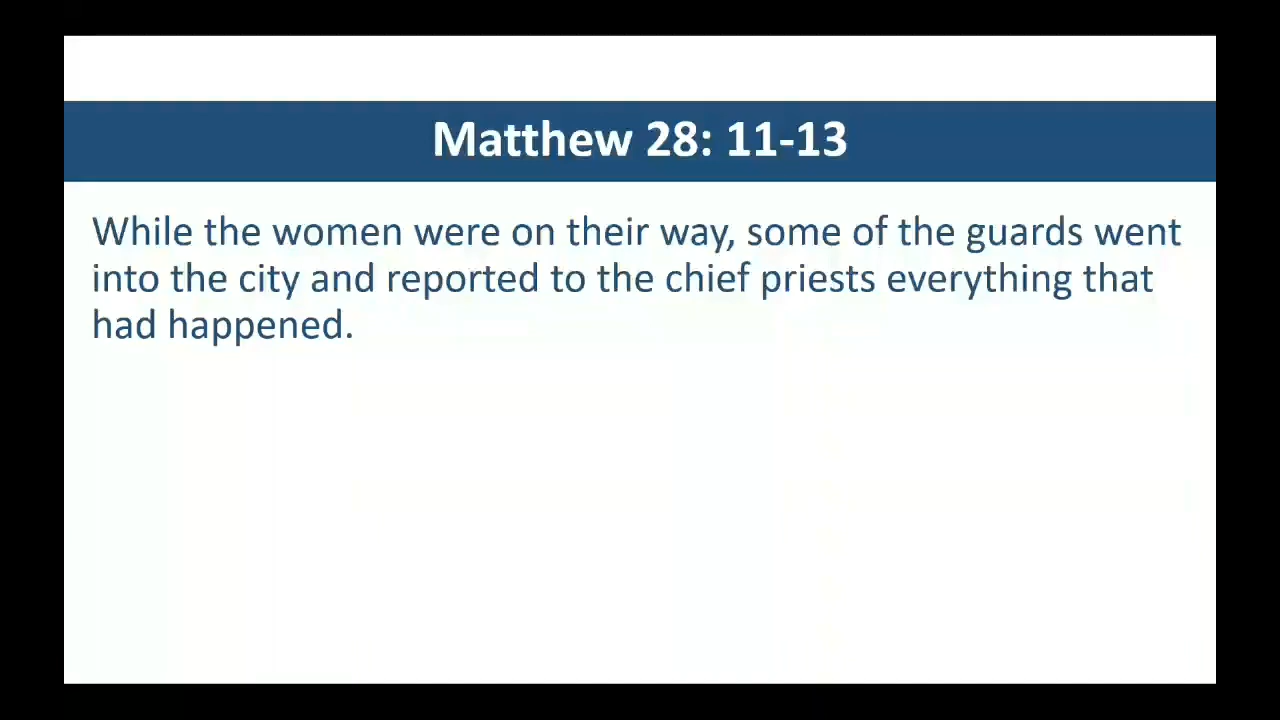 Matthew 28: 11-13
While the women were on their way, some of the guards went
into the city and reported to the chief priests everything that
had happened.